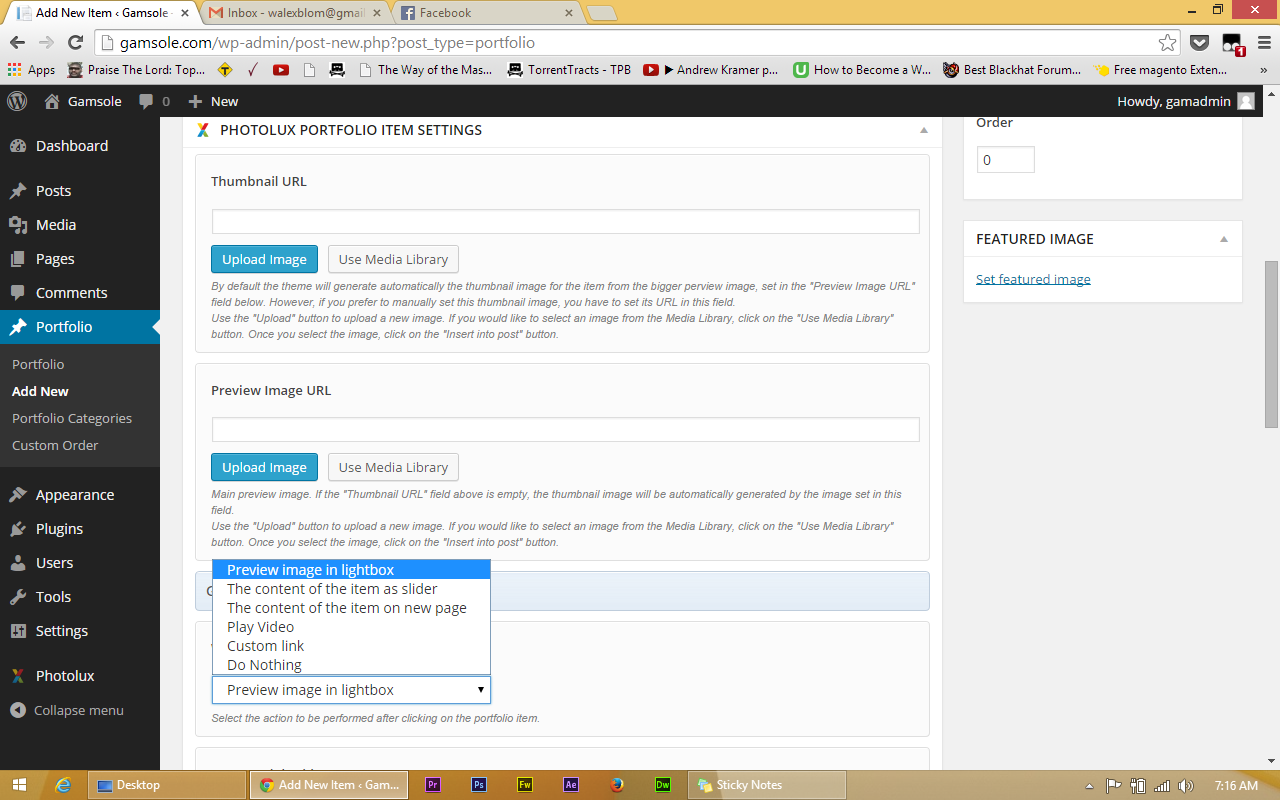 Add New Item ‹ Gamsole -
Inbox - walexblom@gmai
Facebook
gamsole.com/wp-admin/post-new.php?post_type=portfolio
1
Apps
Praise The Lord: Top...
The Way of the Mas...
TorrentTracts - TPB
▶ Andrew Kramer p...
How to Become a W...
Best Blackhat Forum...
Free magento Exten...
»
Gamsole
0
New
Howdy, gamadmin
Dashboard
Posts
Media
Pages
Comments
Portfolio
Portfolio
Add New
Portfolio Categories
Custom Order
Appearance
Plugins
Users
Tools
Settings
Photolux
Collapse menu
PHOTOLUX PORTFOLIO ITEM SETTINGS
Thumbnail URL
Upload Image
Use Media Library
By default the theme will generate automatically the thumbnail image for the item from the bigger perview image, set in the "Preview Image URL"
field below. However, if you prefer to manually set this thumbnail image, you have to set its URL in this field.
Use the "Upload" button to upload a new image. If you would like to select an image from the Media Library, click on the "Use Media Library"
button. Once you select the image, click on the "Insert into post" button.
Preview Image URL
Upload Image
Use Media Library
Main preview image. If the "Thumbnail URL" field above is empty, the thumbnail image will be automatically generated by the image set in this
field.
Use the "Upload" button to upload a new image. If you would like to select an image from the Media Library, click on the "Use Media Library"
button. Once you select the image, click on the "Insert into post" button.
Preview image in lightbox
The content of the item as slider
The content of the item on new page
Play Video
Custom link
Do Nothing
Preview image in lightbox
Select the action to be performed after clicking on the portfolio item.
Order
0
FEATURED IMAGE
Set featured image
Desktop
Add New Item ‹ Gam...
Pr
Ps
Fw
Ae
Dw
Sticky Notes
7:16 AM